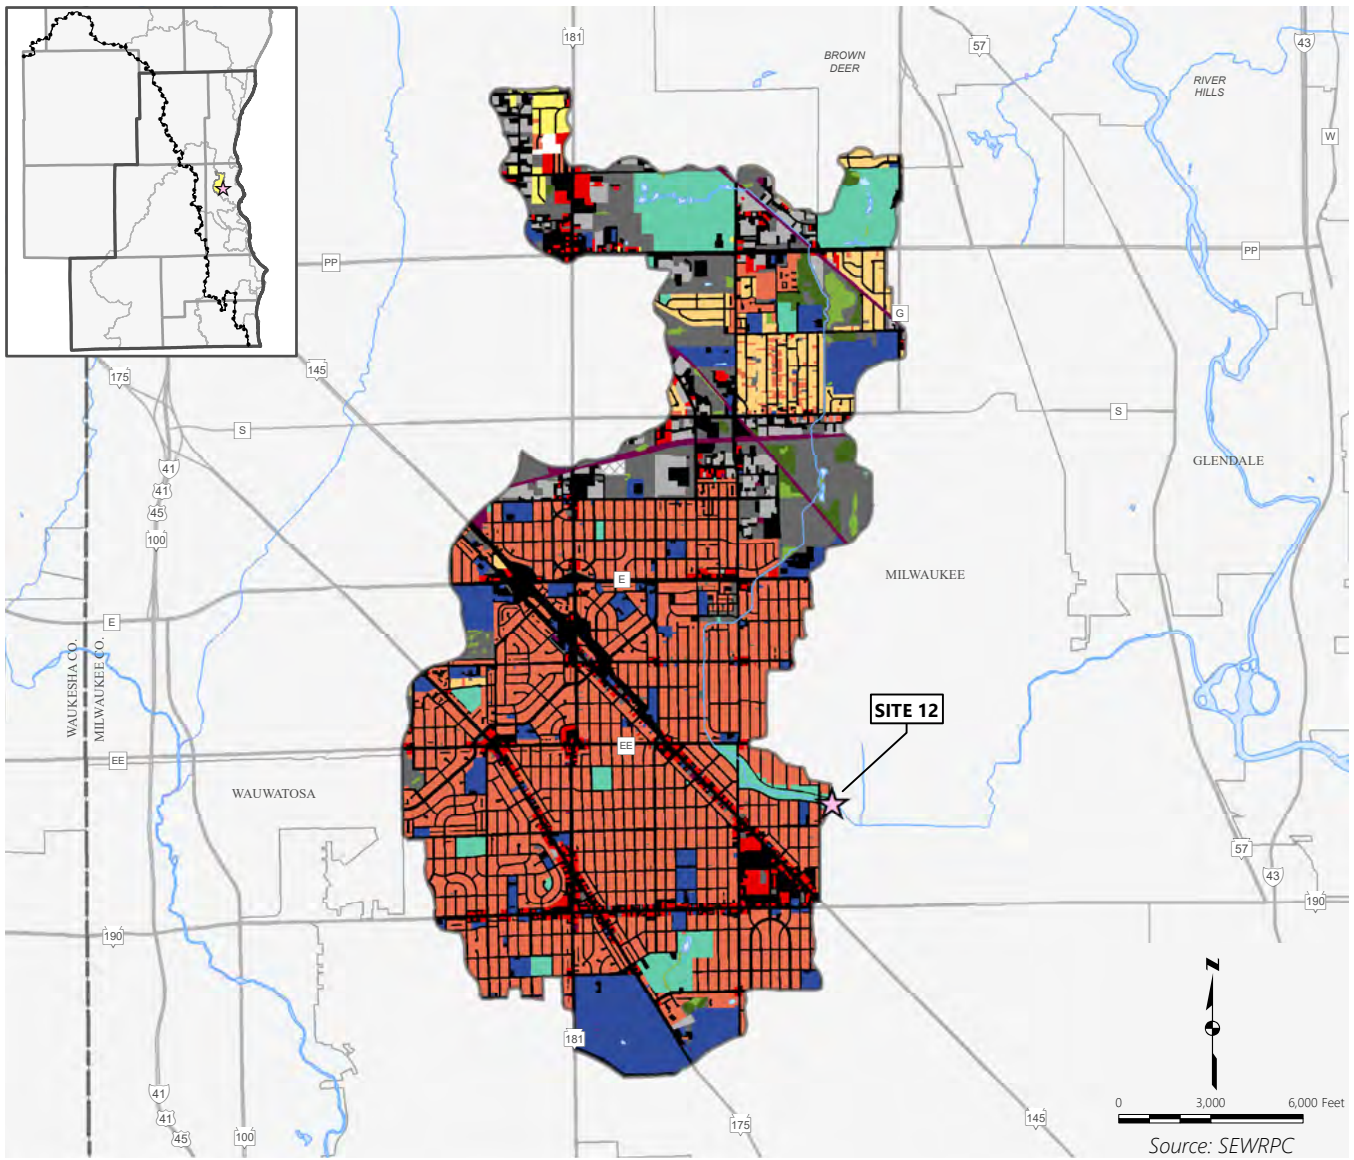 181
BROWN
DEER
57
43
RIVER
HILLS
W
PP
PP
G
175
145
S
S
41
41
45
100
GLENDALE
MILWAUKEE
E
E
WAUKESHA CO.
MILWAUKEE CO.
SITE 12
EE
EE
WAUWATOSA
57
43
190
190
N
181
41
41
45
100
175
145
0 3,000 6,000 Feet
Source: SEWRPC